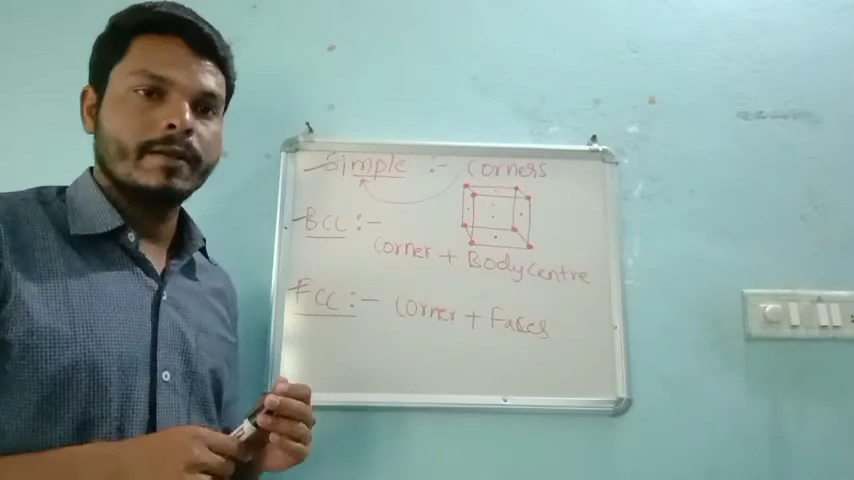 Simple :- Corners
BCC :-
Corner + Body Centre
FCC :- Corner + Faces